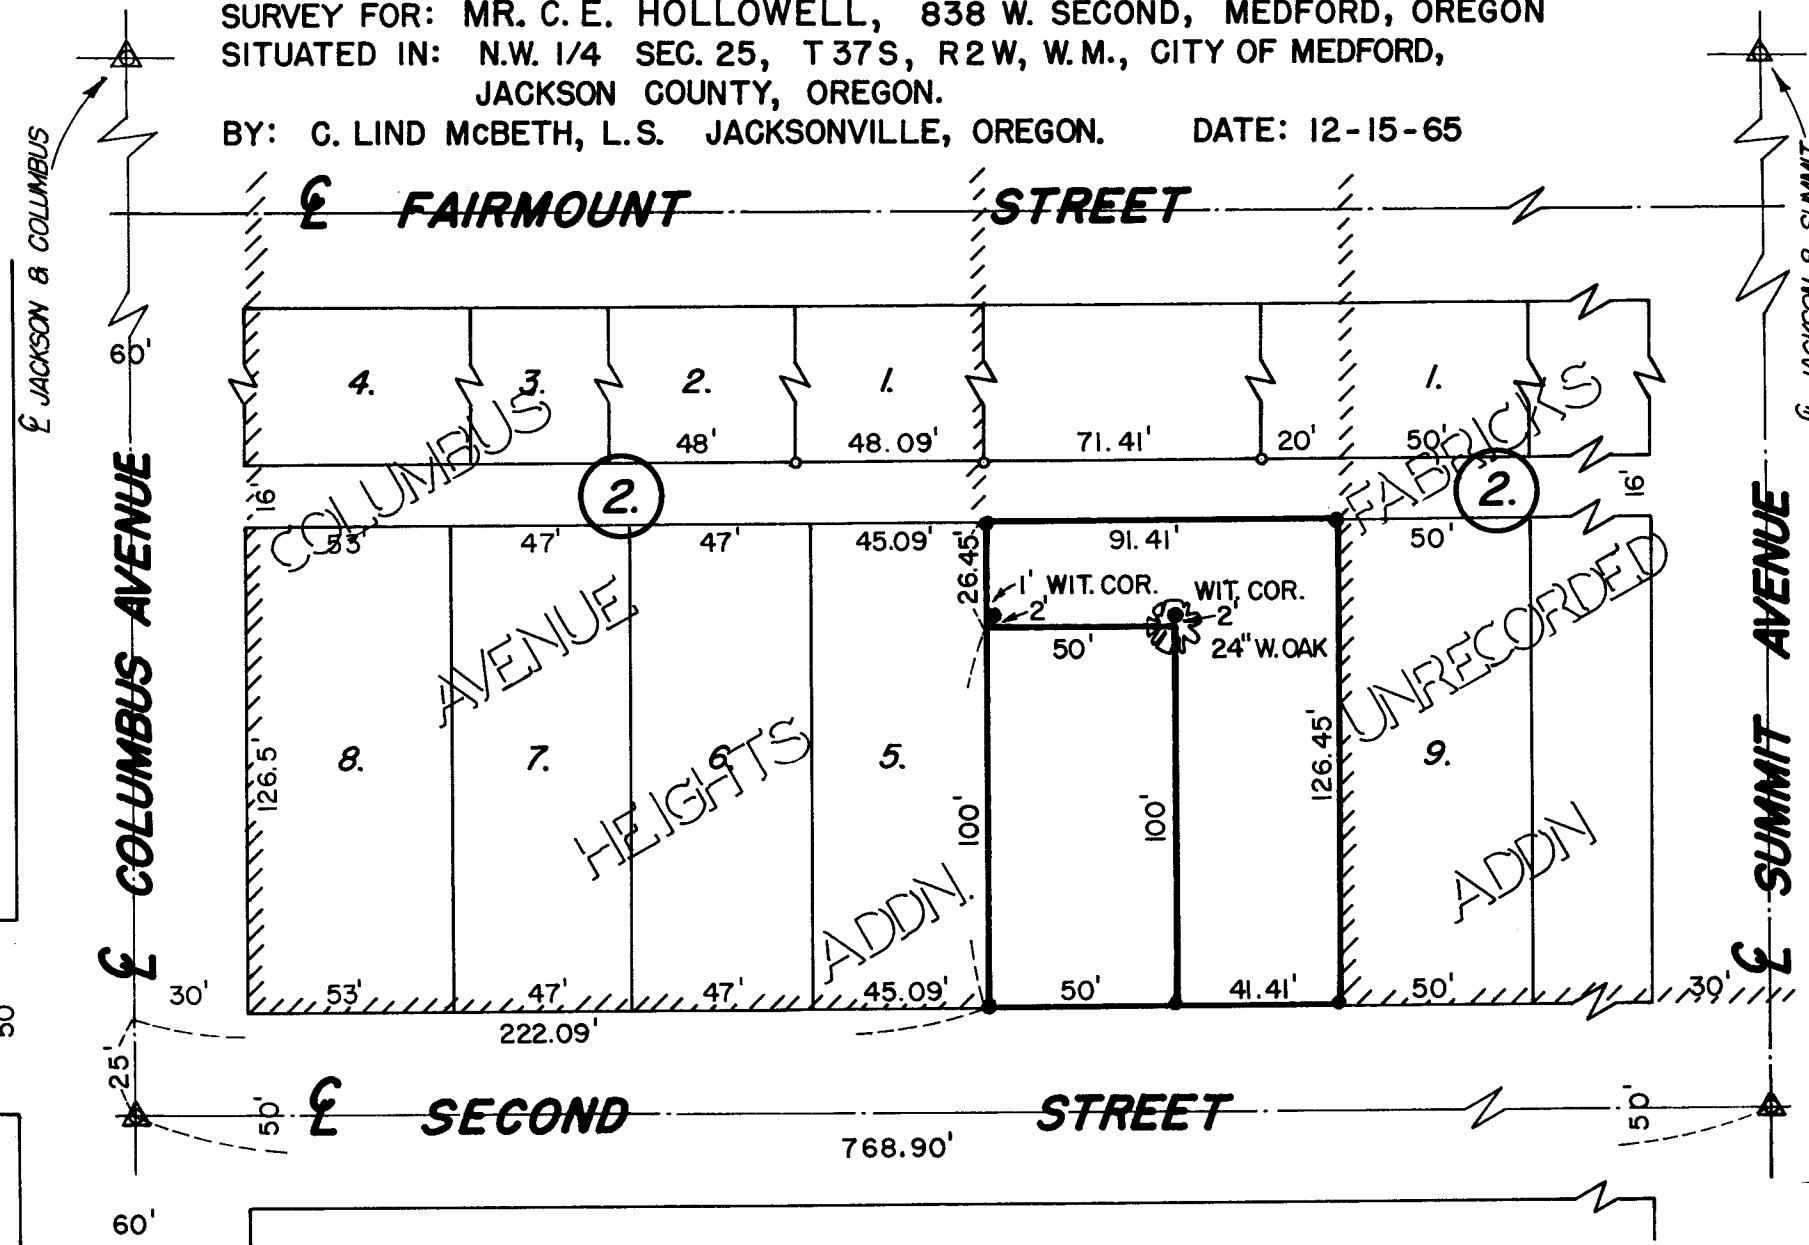 SURVEY FOR: MR. C. E. HOLLOWELL, 838 W. SECOND, MEDFORD, OREGON
SITUATED IN: N.W. 1/4 SEC. 25, T 37 S, R 2 W, W. M., CITY OF MEDFORD,
JACKSON COUNTY, OREGON.
BY: C. LIND McBETH, L.S. JACKSONVILLE, OREGON. DATE: 12-15-65
℄ JACKSON & COLUMBUS
℄ JACKSON & SUMMIT
℄ FAIRMOUNT STREET
60'
4. 3. 2. 1. 1.
48' 48.09' 71.41' 20' 50'
16' 2. 2. 16'
COLUMBUS
AVENUE
HEIGHTS
ADDN.
FABRICKS
UNRECORDED
ADDN
53' 47' 47' 45.09' 91.41' 50'
26.45'
1' WIT. COR. WIT. COR.
2' 2'
50' 24" W. OAK
℄ COLUMBUS AVENUE
℄ SUMMIT AVENUE
126.5' 8. 7. 6. 5. 126.45' 9.
100' 100'
30' 53' 47' 47' 45.09' 50' 41.41' 50' 30'
222.09'
50
25'
50' ℄ SECOND STREET 50'
768.90'
60'